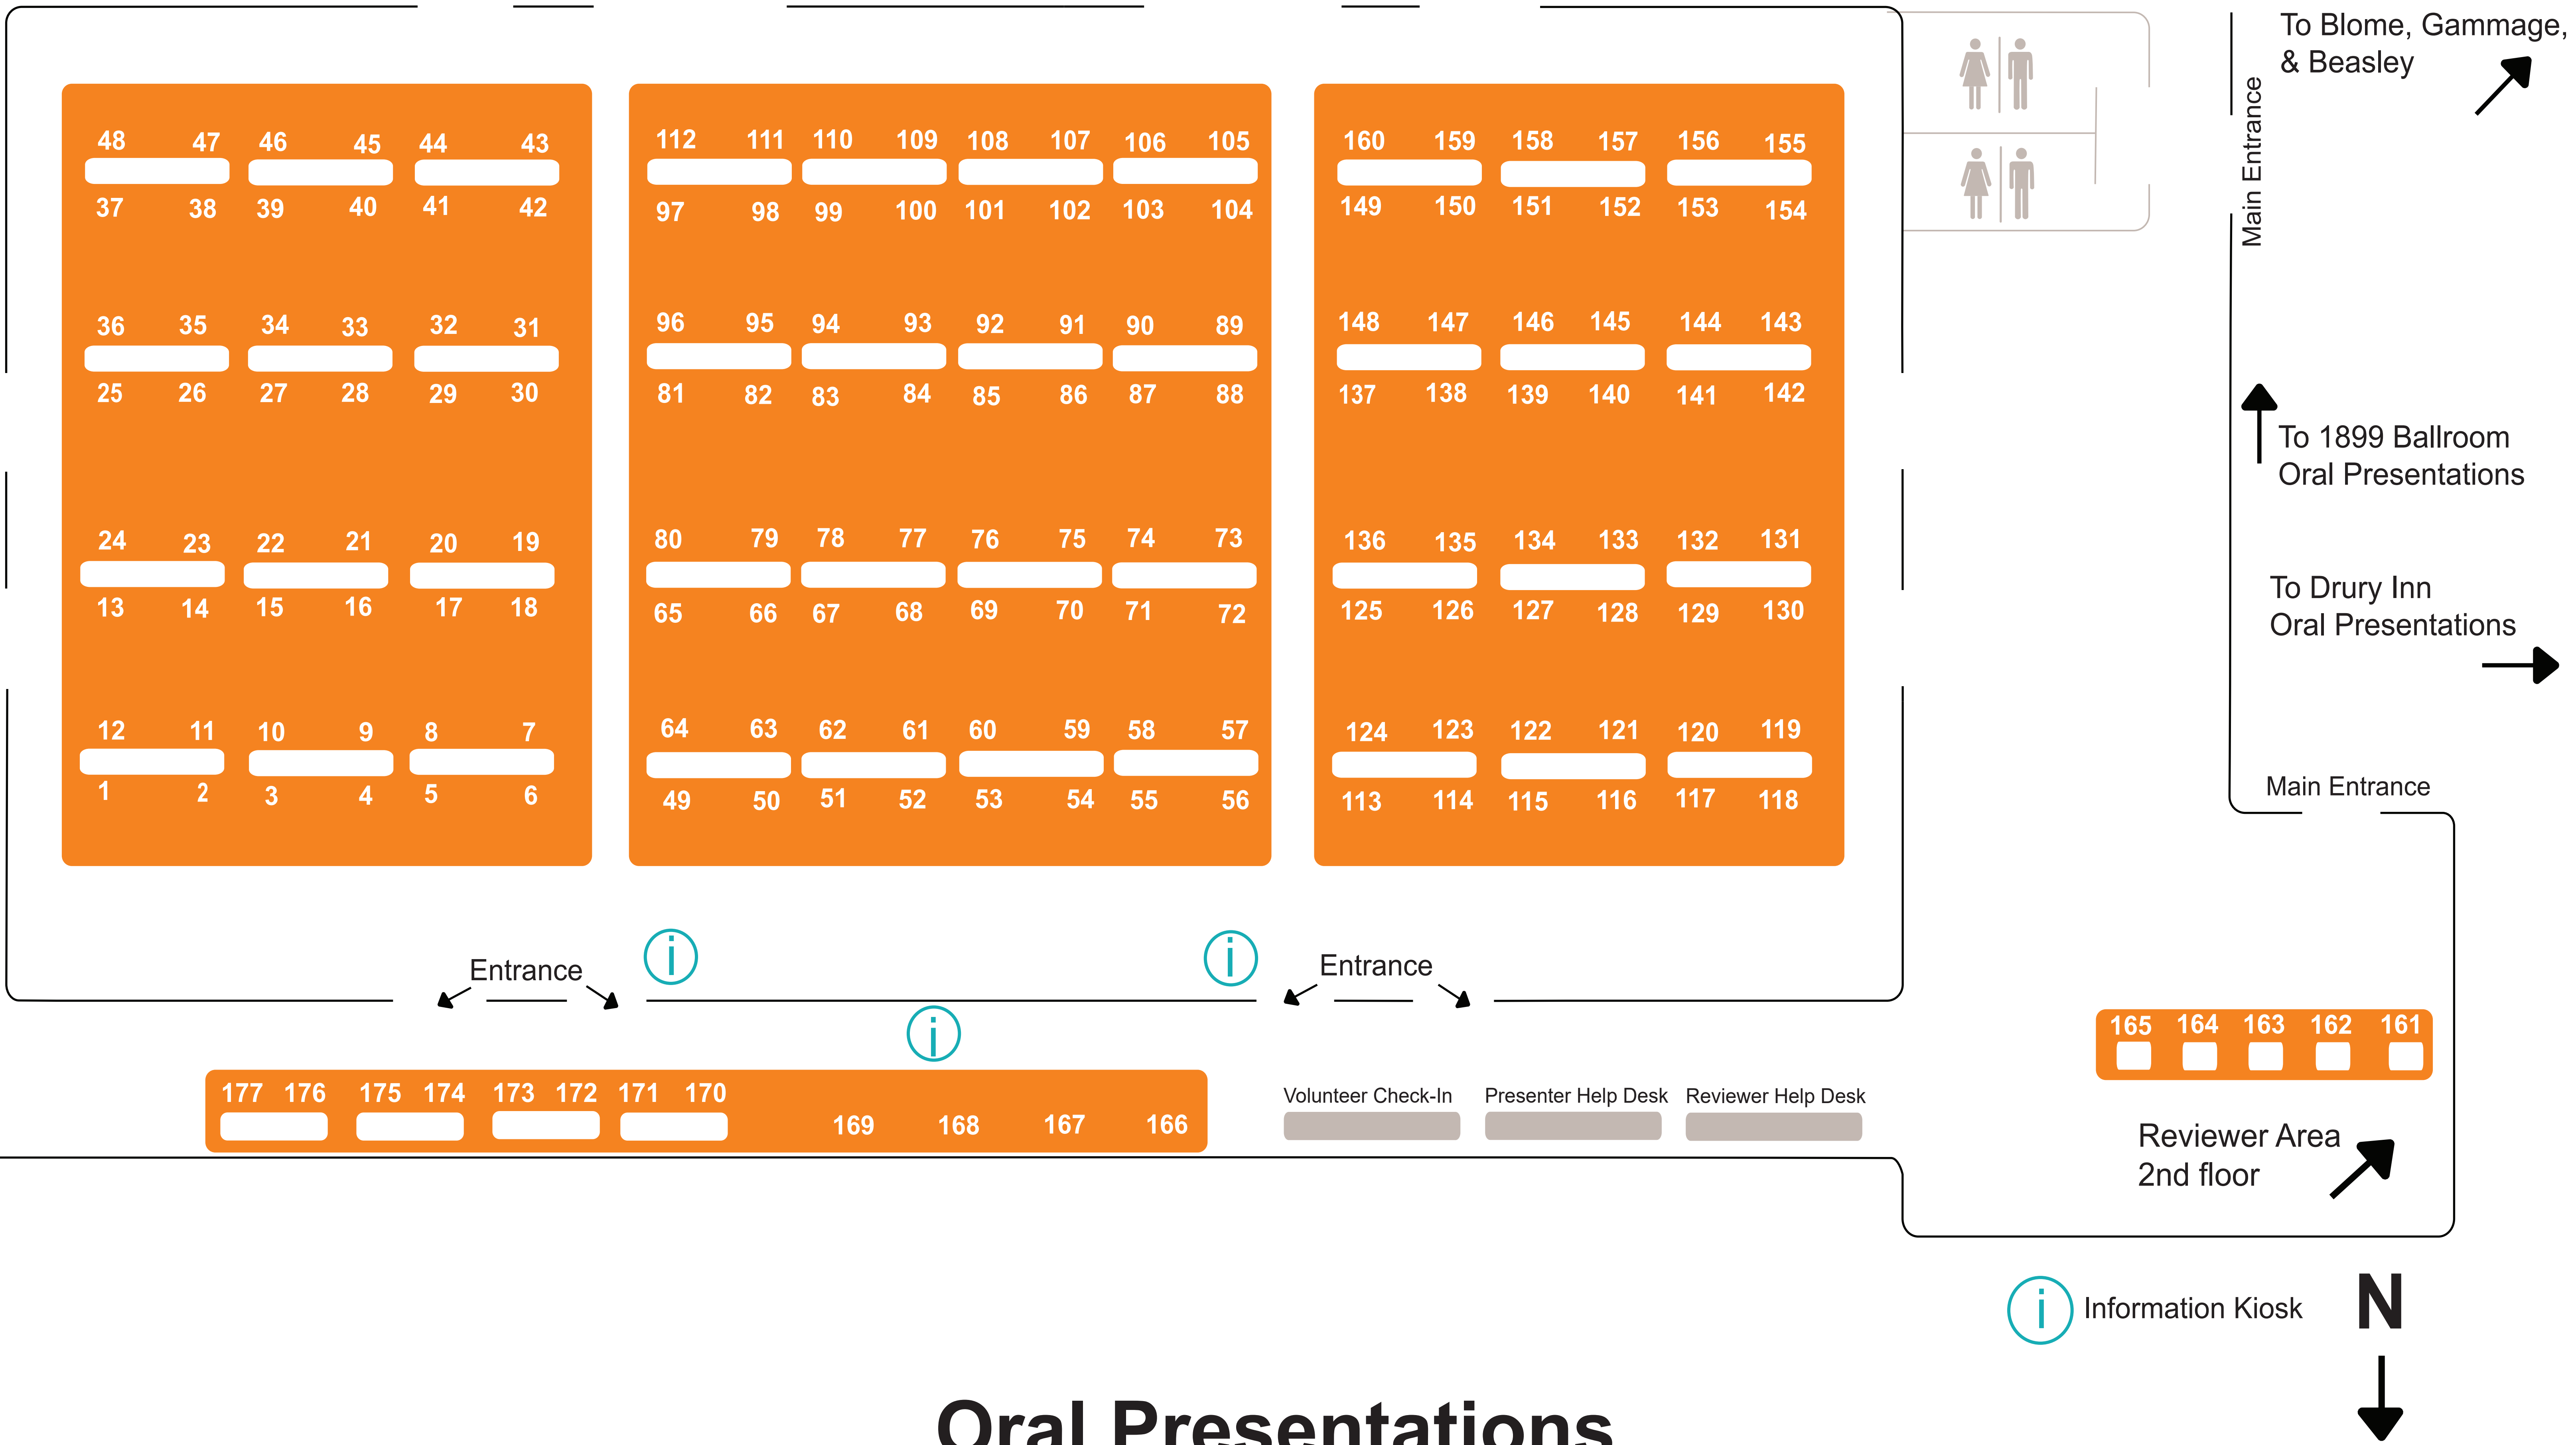 To Blome, Gammage,
& Beasley
Main Entrance
48 47 46 45 44 43
37 38 39 40 41 42
36 35 34 33 32 31
25 26 27 28 29 30
24 23 22 21 20 19
13 14 15 16 17 18
12 11 10 9 8 7
1 2 3 4 5 6
112 111 110 109 108 107 106 105
97 98 99 100 101 102 103 104
96 95 94 93 92 91 90 89
81 82 83 84 85 86 87 88
80 79 78 77 76 75 74 73
65 66 67 68 69 70 71 72
64 63 62 61 60 59 58 57
49 50 51 52 53 54 55 56
160 159 158 157 156 155
149 150 151 152 153 154
148 147 146 145 144 143
137 138 139 140 141 142
136 135 134 133 132 131
125 126 127 128 129 130
124 123 122 121 120 119
113 114 115 116 117 118
To 1899 Ballroom
Oral Presentations
To Drury Inn
Oral Presentations
Main Entrance
i
i
Entrance
Entrance
i
165 164 163 162 161
177 176 175 174 173 172 171 170
169 168 167 166
Volunteer Check-In
Presenter Help Desk
Reviewer Help Desk
Reviewer Area
2nd floor
i Information Kiosk
N
Oral Presentations